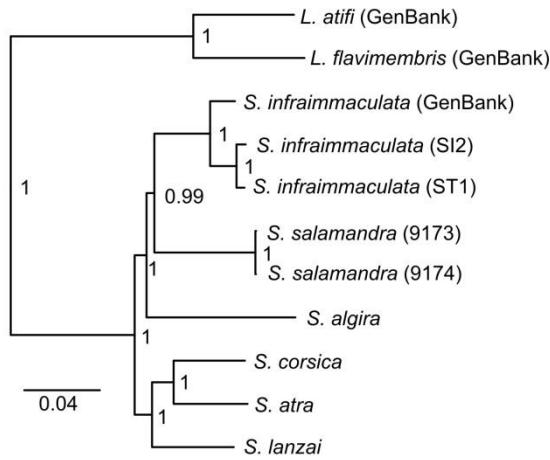 L. atifi (GenBank)
1
L. flavimembris (GenBank)
S. infraimmaculata (GenBank)
1
S. infraimmaculata (SI2)
1
1
S. infraimmaculata (ST1)
0.99
S. salamandra (9173)
1
1
S. salamandra (9174)
S. algira
1
S. corsica
1
0.04
S. atra
1
S. lanzai